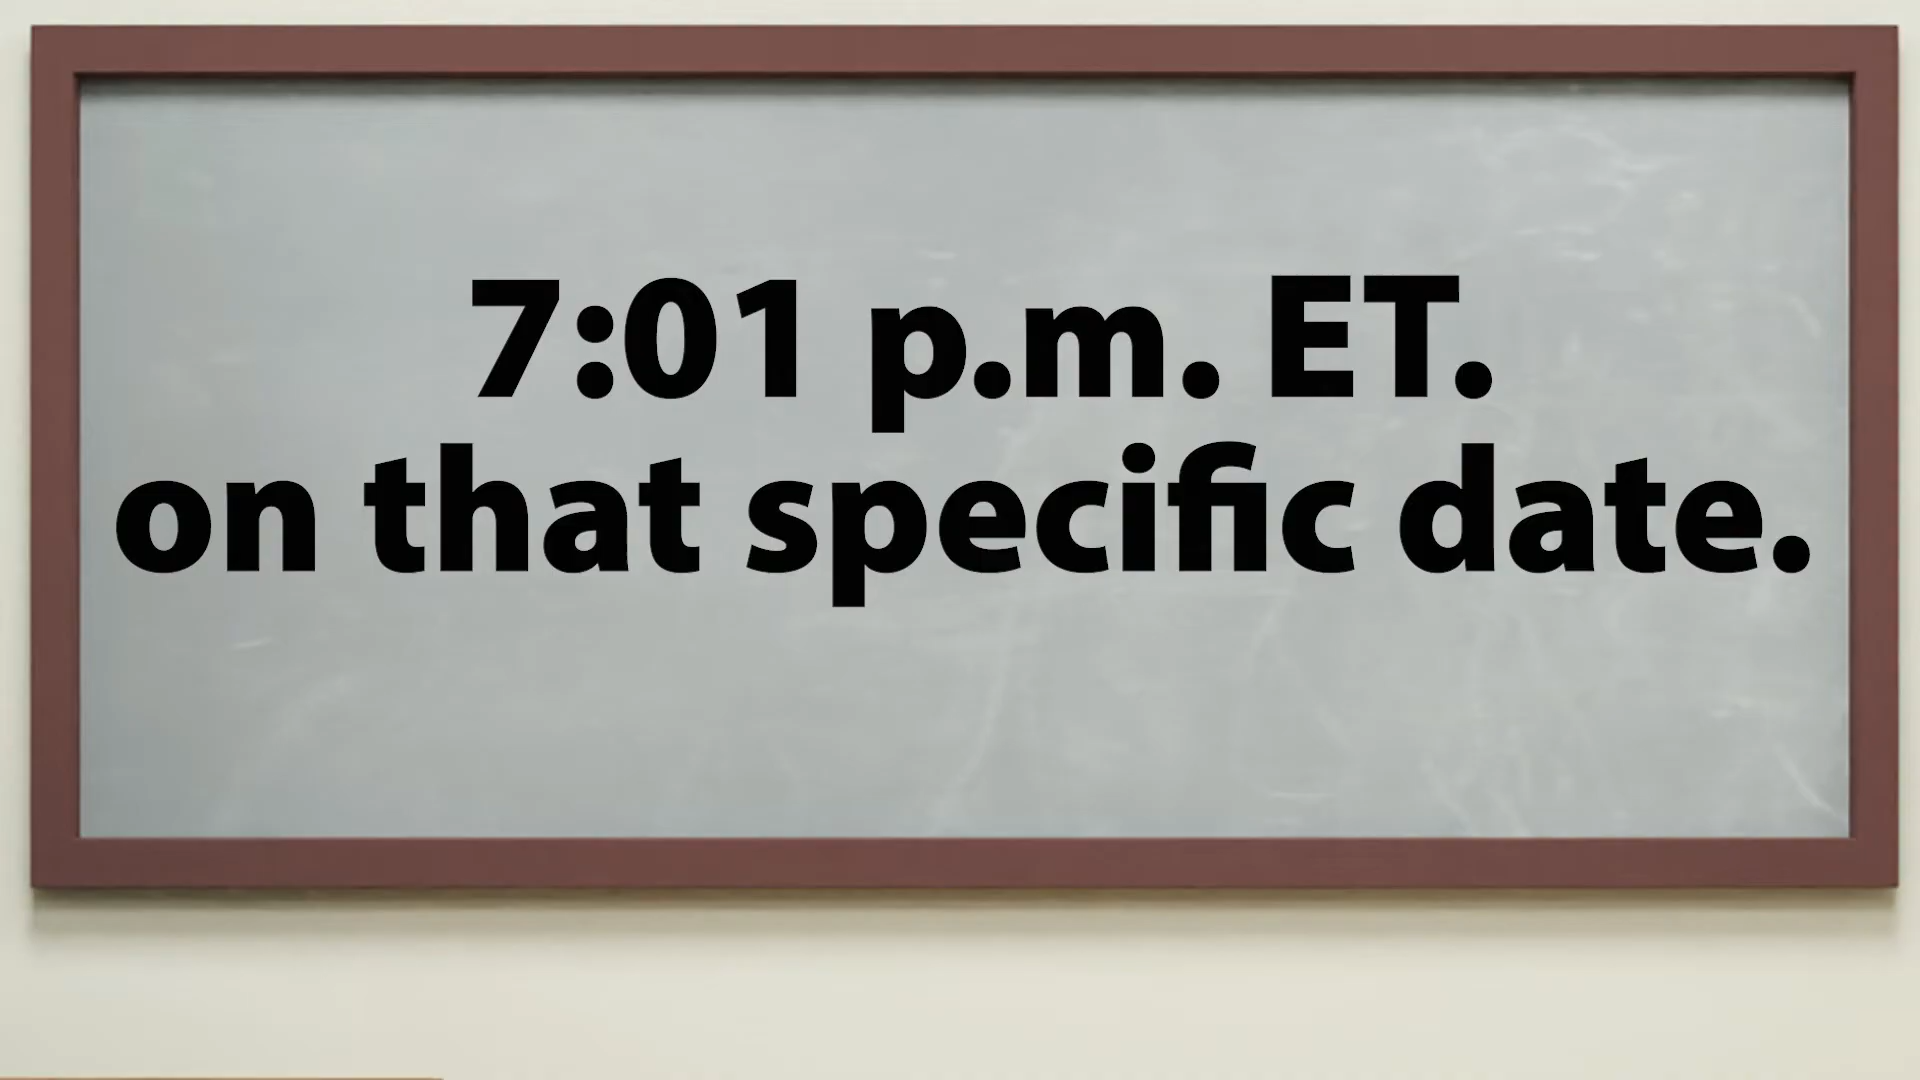 7:01 p.m. ET.
on that specific date.